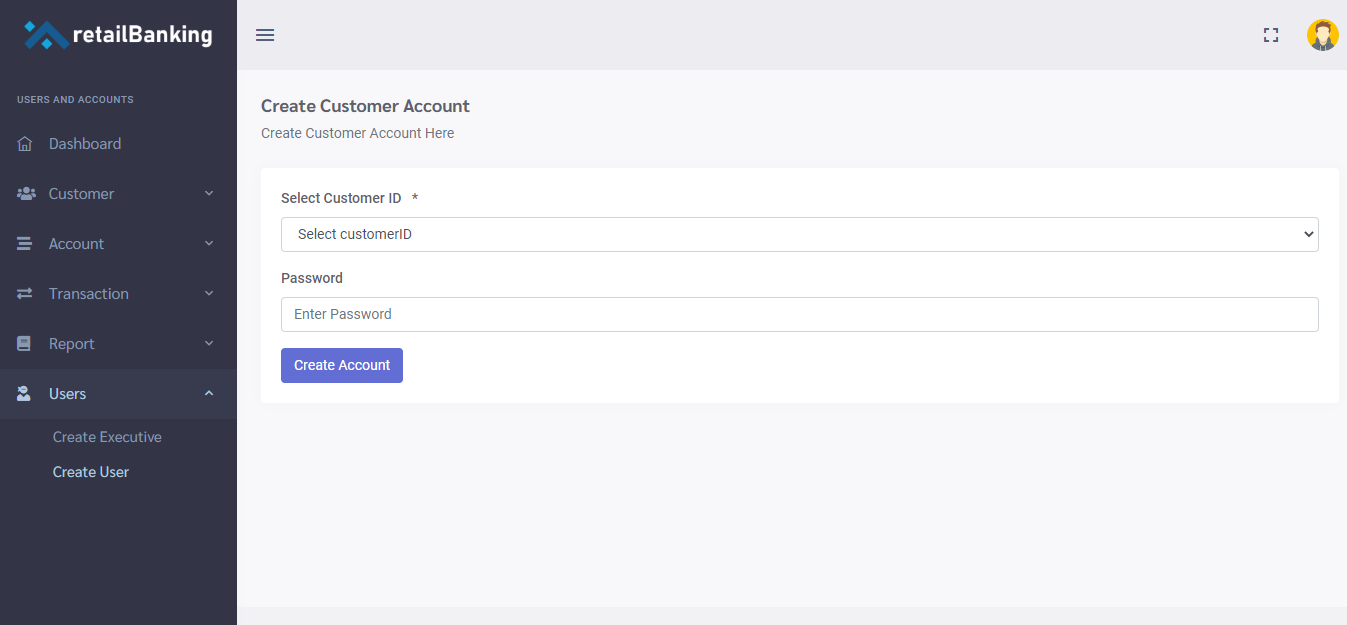 retailBanking
USERS AND ACCOUNTS
Dashboard
Customer
Account
Transaction
Report
Users
Create Executive
Create User
Create Customer Account
Create Customer Account Here
Select Customer ID *
Select customerID
Password
Enter Password
Create Account